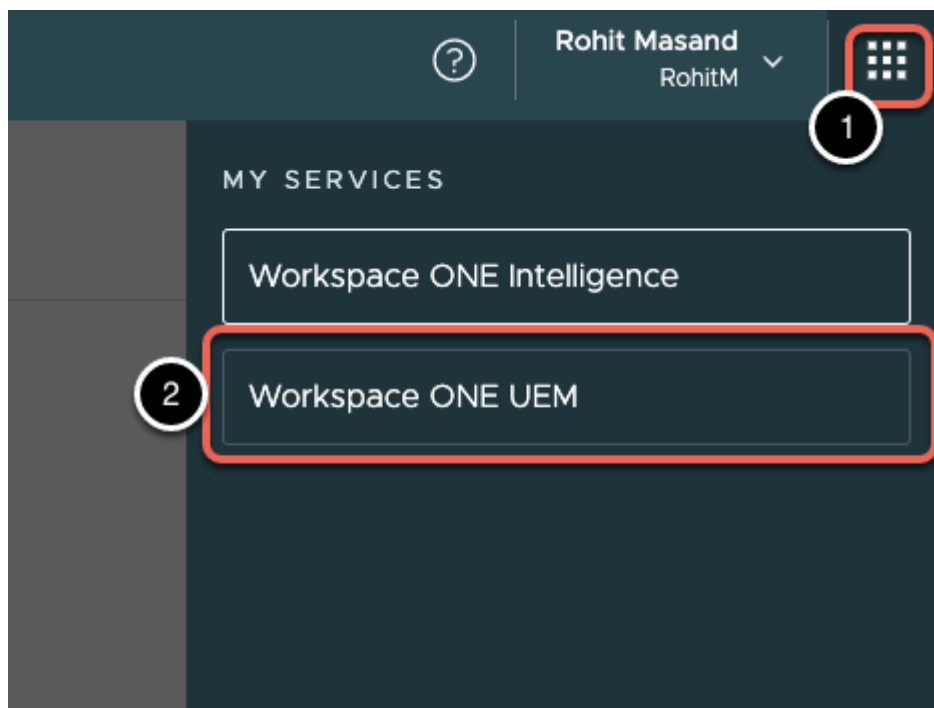 ?
Rohit Masand
RohitM
1
MY SERVICES
Workspace ONE Intelligence
2
Workspace ONE UEM